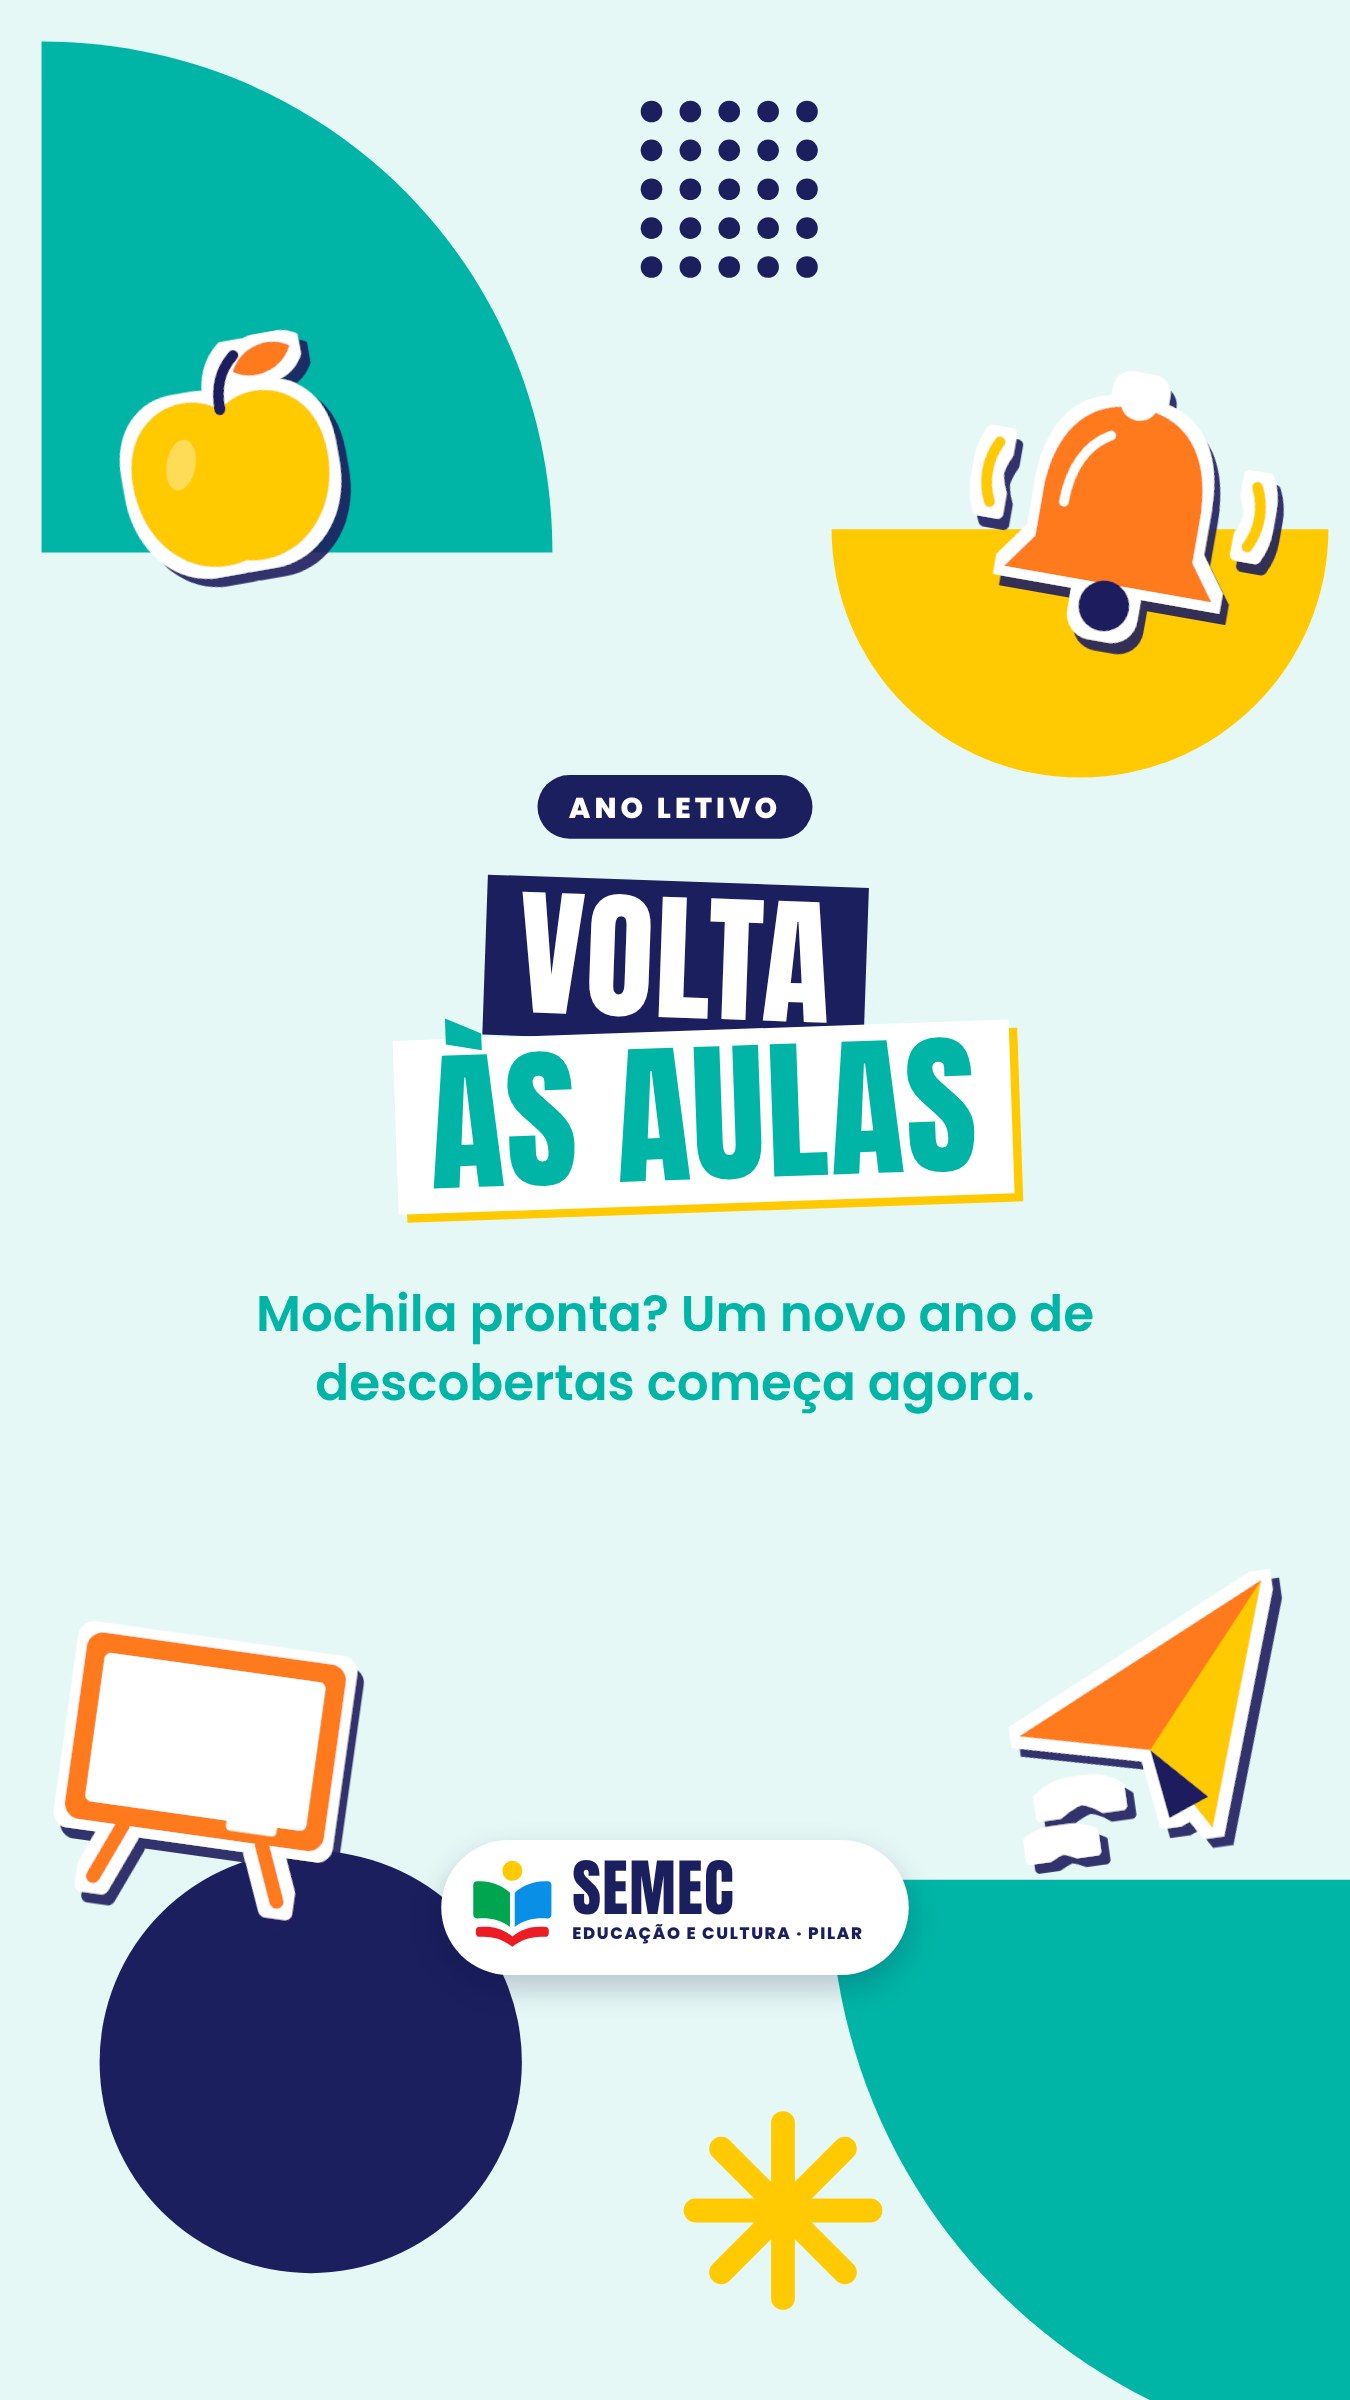 ANO LETIVO
VOLTA
ÀS AULAS
Mochila pronta? Um novo ano de
descobertas começa agora.
SEMEC
EDUCAÇÃO E CULTURA · PILAR